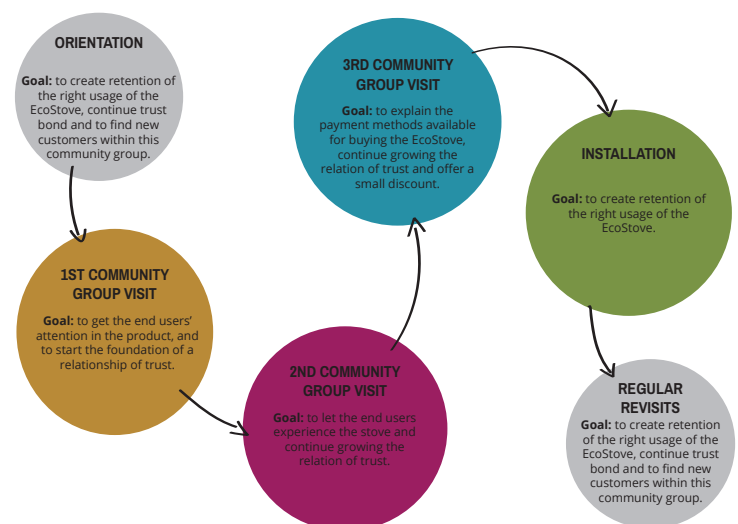 ORIENTATION
Goal: to create retention of
the right usage of the
EcoStove, continue trust
bond and to find new
customers within this
community group.
1ST COMMUNITY
GROUP VISIT
Goal: to get the end users’
attention in the product, and
to start the foundation of a
relationship of trust.
2ND COMMUNITY
GROUP VISIT
Goal: to let the end users
experience the stove and
continue growing the
relation of trust.
3RD COMMUNITY
GROUP VISIT
Goal: to explain the
payment methods available
for buying the EcoStove,
continue growing the
relation of trust and offer a
small discount.
INSTALLATION
Goal: to create retention of
the right usage of the
EcoStove.
REGULAR
REVISITS
Goal: to create retention
of the right usage of the
EcoStove, continue trust
bond and to find new
customers within this
community group.